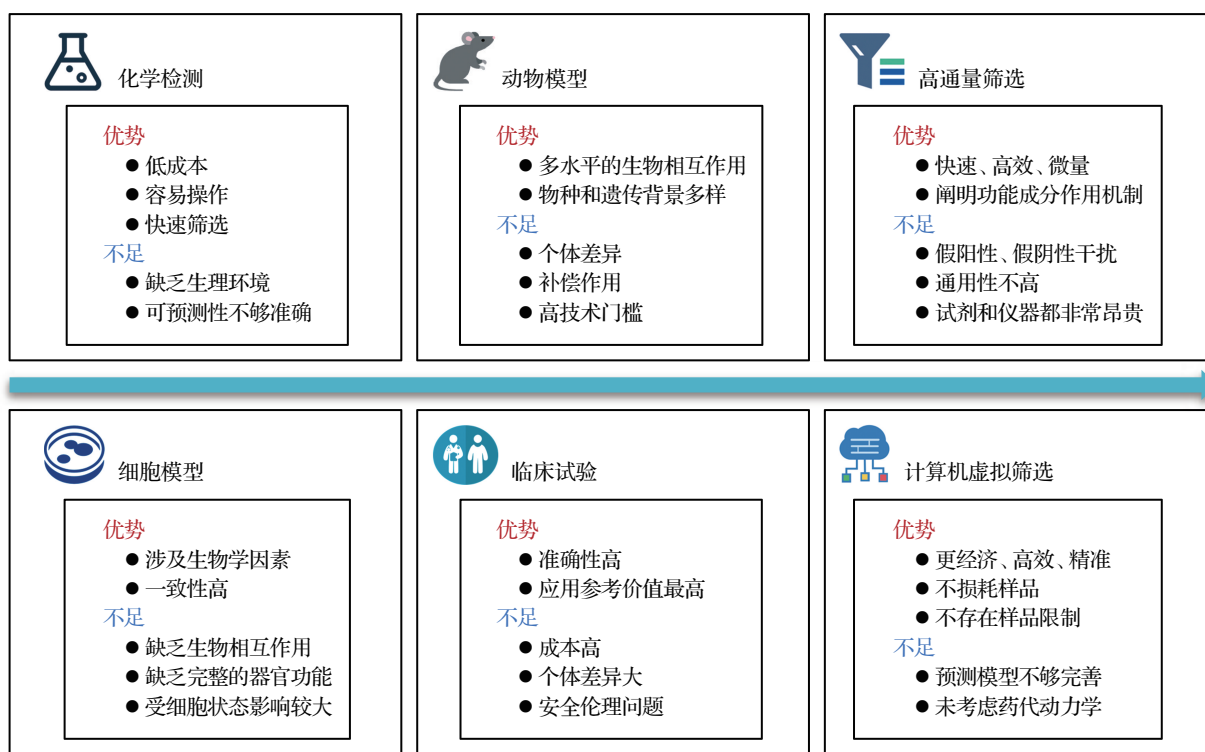 化学检测
优势
● 低成本
● 容易操作
● 快速筛选
不足
● 缺乏生理环境
● 可预测性不够准确
动物模型
优势
● 多水平的生物相互作用
● 物种和遗传背景多样
不足
● 个体差异
● 补偿作用
● 高技术门槛
高通量筛选
优势
● 快速、高效、微量
● 阐明功能成分作用机制
不足
● 假阳性、假阴性干扰
● 通用性不高
● 试剂和仪器都非常昂贵
细胞模型
优势
● 涉及生物学因素
● 一致性高
不足
● 缺乏生物相互作用
● 缺乏完整的器官功能
● 受细胞状态影响较大
临床试验
优势
● 准确性高
● 应用参考价值最高
不足
● 成本高
● 个体差异大
● 安全伦理问题
计算机虚拟筛选
优势
● 更经济、高效、精准
● 不损耗样品
● 不存在样品限制
不足
● 预测模型不够完善
● 未考虑药代动力学